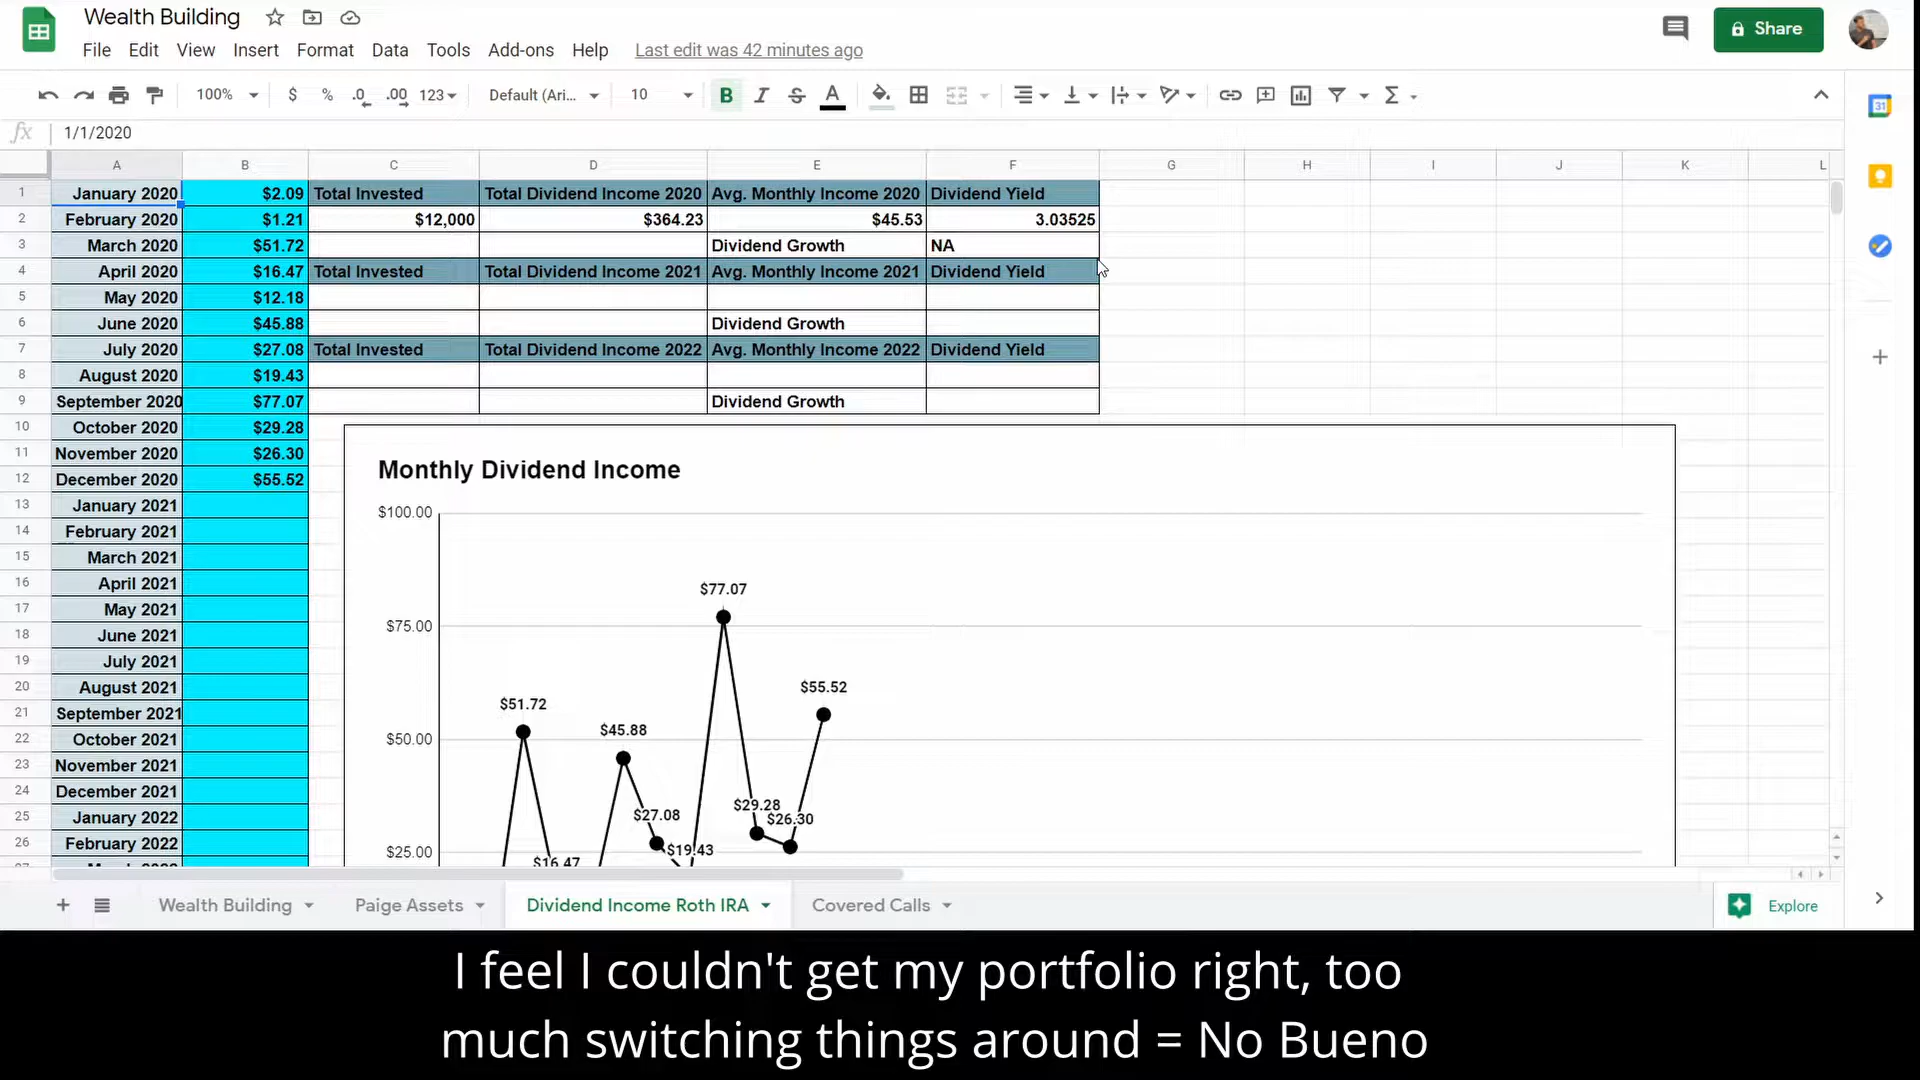 Wealth Building
File Edit View Insert Format Data Tools Add-ons Help Last edit was 42 minutes ago
Share
100% $ % .0 .00 123 Default (Ari... 10 B I S A Σ
31
fx 1/1/2020
A B C D E F G H I J K L
1 January 2020 $2.09 Total Invested Total Dividend Income 2020 Avg. Monthly Income 2020 Dividend Yield
2 February 2020 $1.21 $12,000 $364.23 $45.53 3.03525
3 March 2020 $51.72 Dividend Growth NA
4 April 2020 $16.47 Total Invested Total Dividend Income 2021 Avg. Monthly Income 2021 Dividend Yield
5 May 2020 $12.18
6 June 2020 $45.88 Dividend Growth
7 July 2020 $27.08 Total Invested Total Dividend Income 2022 Avg. Monthly Income 2022 Dividend Yield
8 August 2020 $19.43
9 September 2020 $77.07 Dividend Growth
10 October 2020 $29.28
11 November 2020 $26.30
12 December 2020 $55.52
13 January 2021
14 February 2021
15 March 2021
16 April 2021
17 May 2021
18 June 2021
19 July 2021
20 August 2021
21 September 2021
22 October 2021
23 November 2021
24 December 2021
25 January 2022
26 February 2022
Monthly Dividend Income
$100.00
$77.07
$75.00
$55.52
$51.72
$45.88
$50.00
$29.28
$27.08
$26.30
$19.43
$25.00
$16.47
Wealth Building Paige Assets Dividend Income Roth IRA Covered Calls Explore
I feel I couldn't get my portfolio right, too
much switching things around = No Bueno